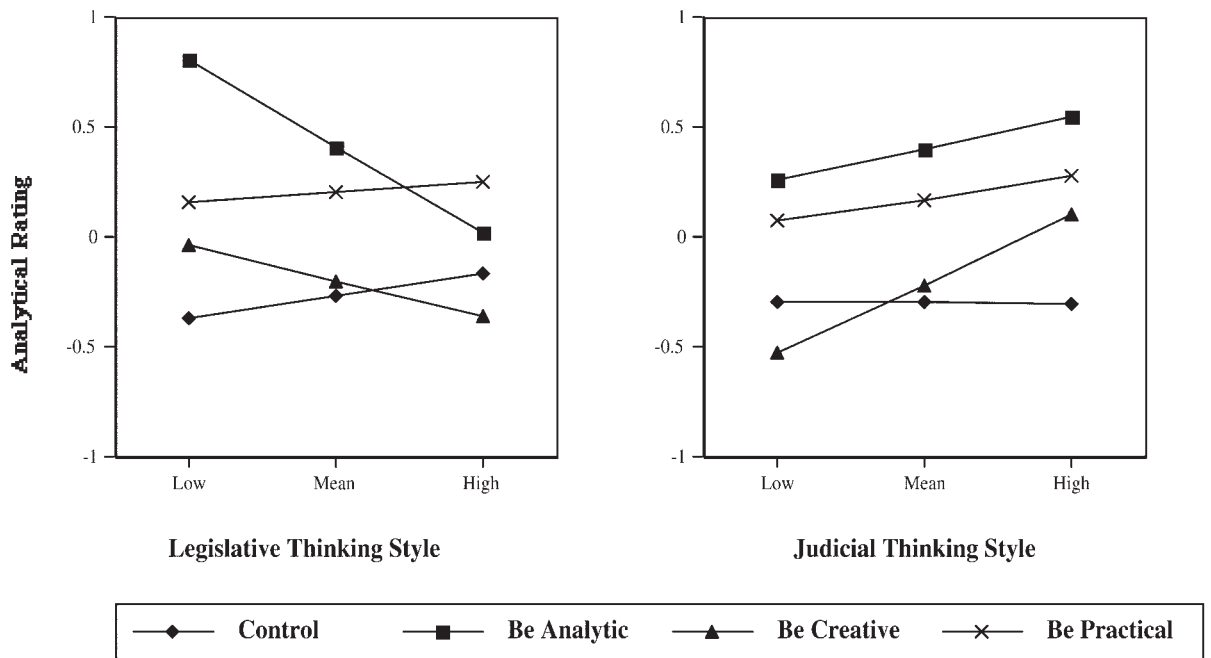 1
0.5
0
-0.5
-1
Analytical Rating
Low Mean High
Legislative Thinking Style
1
0.5
0
-0.5
-1
Low Mean High
Judicial Thinking Style
Control Be Analytic Be Creative Be Practical